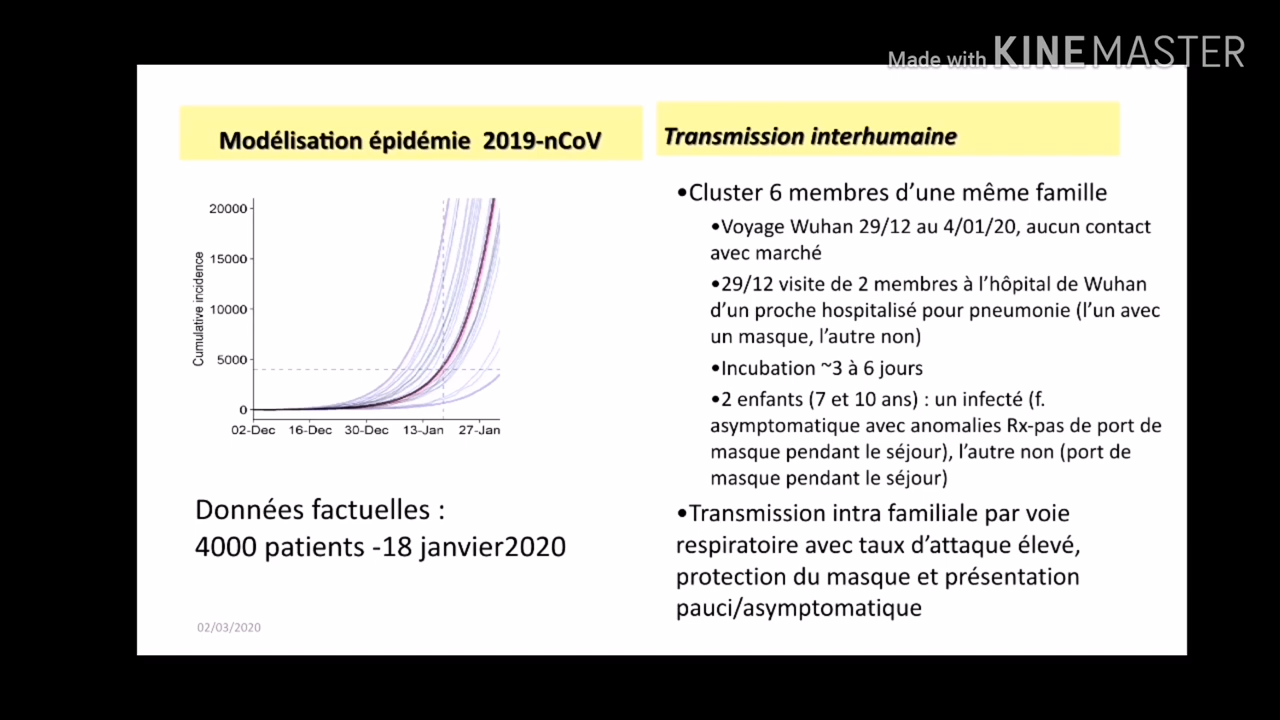 Made with KINEMASTER
Modélisation épidémie 2019-nCoV
Cumulative incidence
20000
15000
10000
5000
0
02-Dec 16-Dec 30-Dec 13-Jan 27-Jan
Données factuelles :
4000 patients -18 janvier2020
02/03/2020
Transmission interhumaine
•Cluster 6 membres d’une même famille
•Voyage Wuhan 29/12 au 4/01/20, aucun contact
avec marché
•29/12 visite de 2 membres à l’hôpital de Wuhan
d’un proche hospitalisé pour pneumonie (l’un avec
un masque, l’autre non)
•Incubation ~3 à 6 jours
•2 enfants (7 et 10 ans) : un infecté (f.
asymptomatique avec anomalies Rx-pas de port de
masque pendant le séjour), l’autre non (port de
masque pendant le séjour)
•Transmission intra familiale par voie
respiratoire avec taux d’attaque élevé,
protection du masque et présentation
pauci/asymptomatique